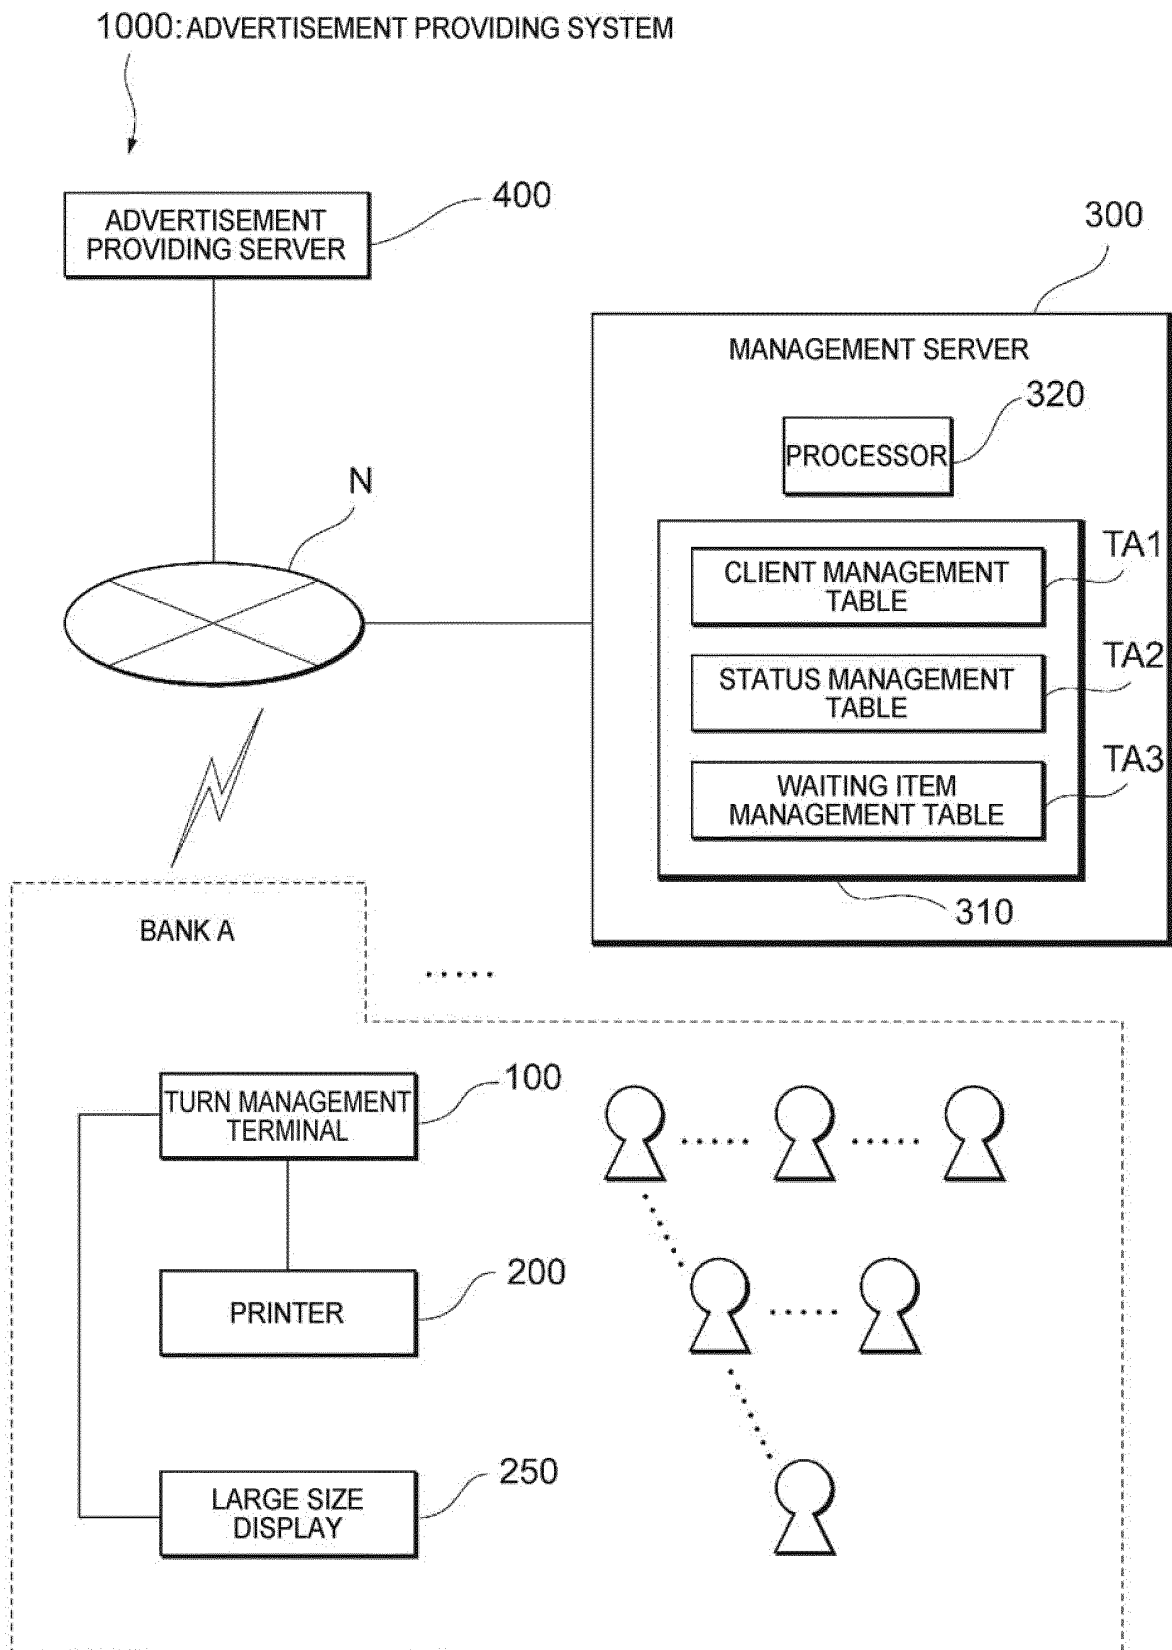 1000: ADVERTISEMENT PROVIDING SYSTEM
400
ADVERTISEMENT
PROVIDING SERVER
300
MANAGEMENT SERVER
320
PROCESSOR
N
TA1
CLIENT MANAGEMENT
TABLE
TA2
STATUS MANAGEMENT
TABLE
TA3
WAITING ITEM
MANAGEMENT TABLE
310
BANK A
100
TURN MANAGEMENT
TERMINAL
200
PRINTER
250
LARGE SIZE
DISPLAY